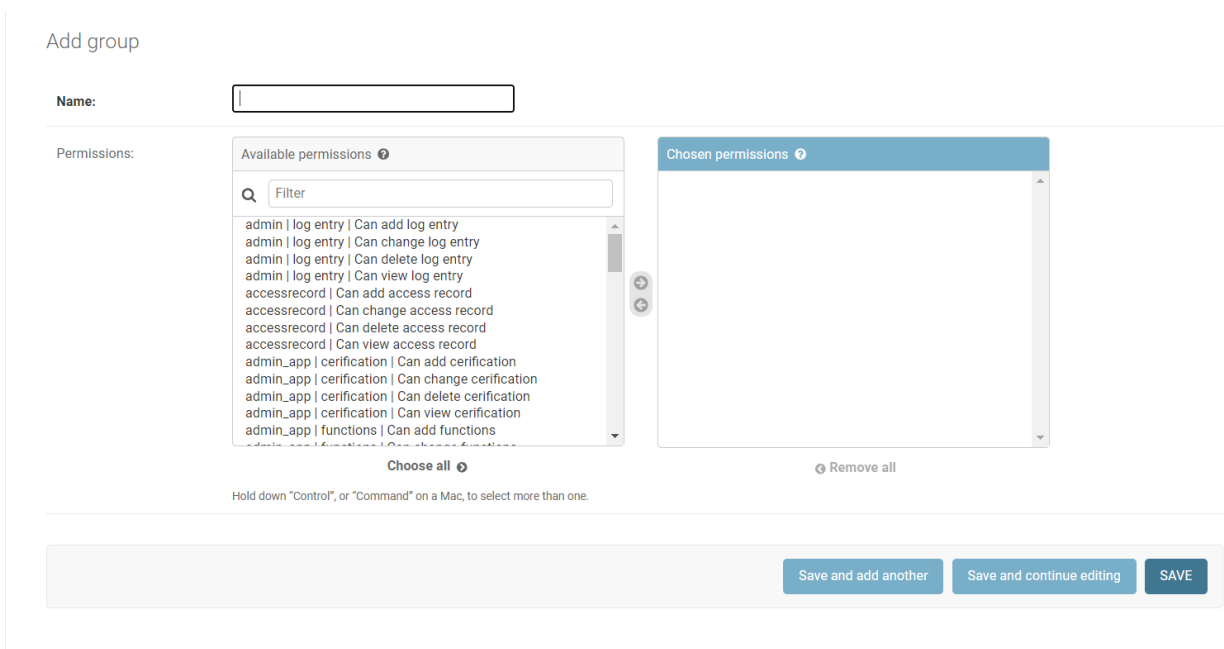 Add group
Name:
Permissions:
Available permissions
Chosen permissions
Filter
admin | log entry | Can add log entry
admin | log entry | Can change log entry
admin | log entry | Can delete log entry
admin | log entry | Can view log entry
accessrecord | Can add access record
accessrecord | Can change access record
accessrecord | Can delete access record
accessrecord | Can view access record
admin_app | cerification | Can add cerification
admin_app | cerification | Can change cerification
admin_app | cerification | Can delete cerification
admin_app | cerification | Can view cerification
admin_app | functions | Can add functions
admin_app | functions | Can change functions
Choose all
Remove all
Hold down “Control”, or “Command” on a Mac, to select more than one.
Save and add another
Save and continue editing
SAVE